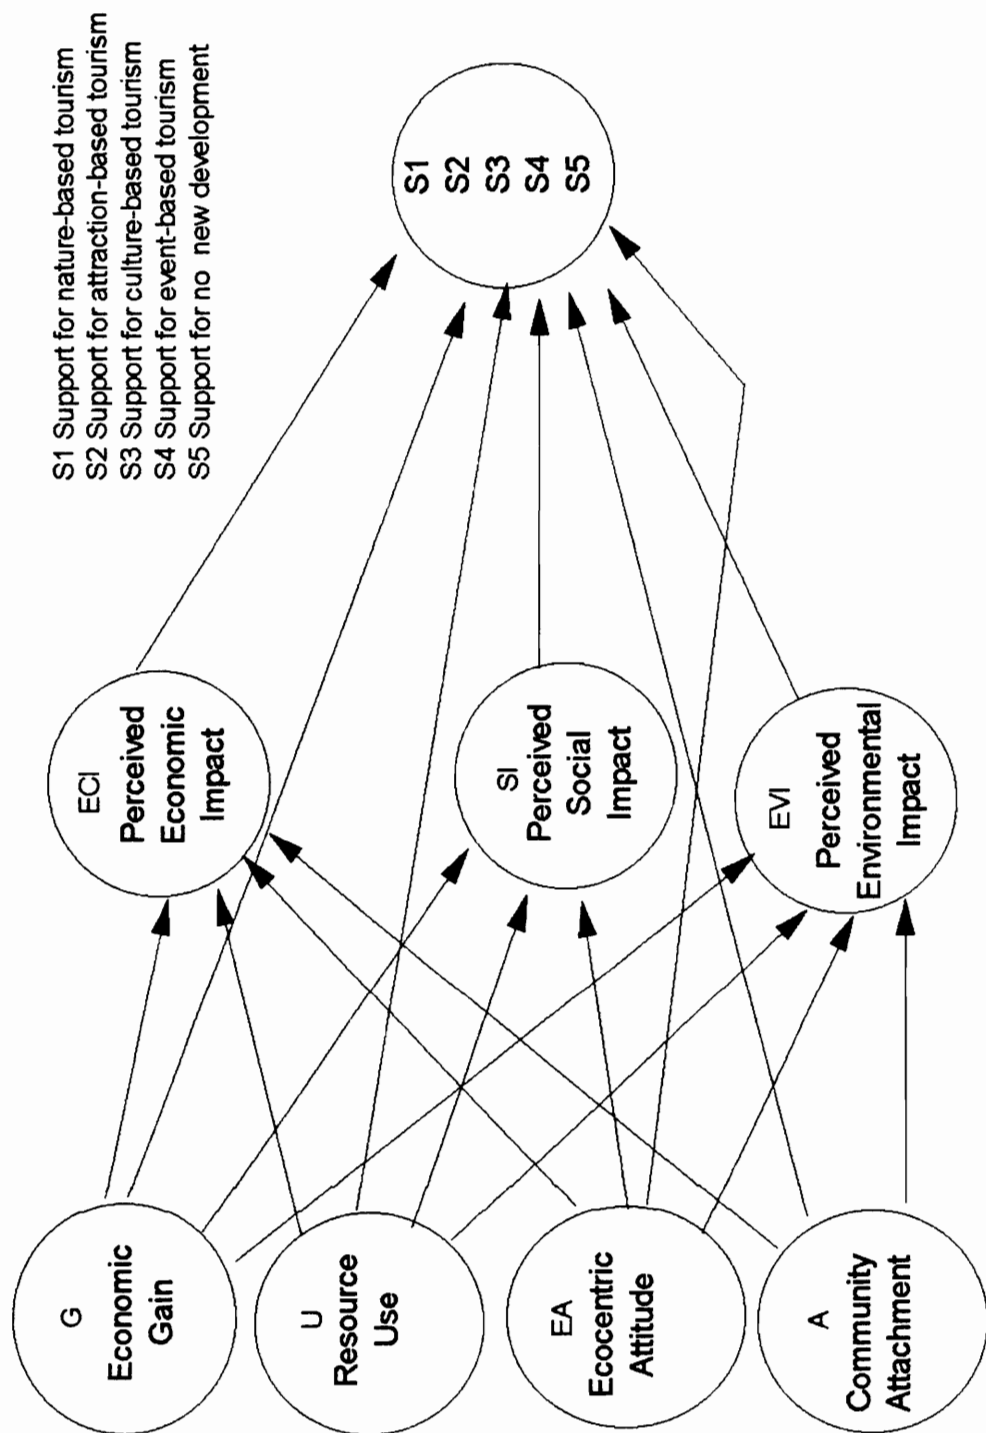 S1 Support for nature-based tourism
S2 Support for attraction-based tourism
S3 Support for culture-based tourism
S4 Support for event-based tourism
S5 Support for no new development
S1
S2
S3
S4
S5
ECI
Perceived
Economic
Impact
SI
Perceived
Social
Impact
EVI
Perceived
Environmental
Impact
G
Economic
Gain
U
Resource
Use
EA
Ecocentric
Attitude
A
Community
Attachment